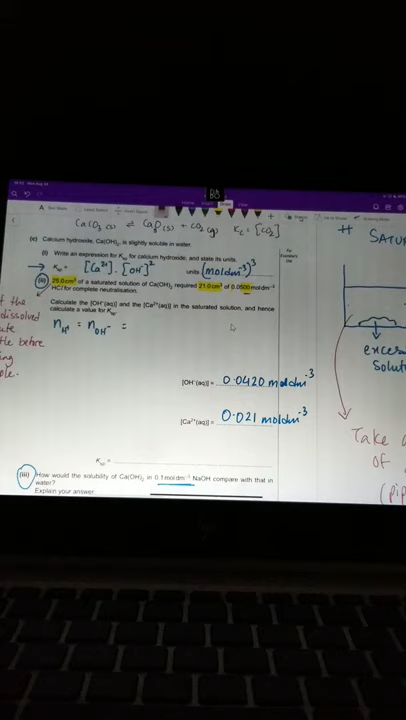 CaCO₃ (s) ⇌ CaO (s) + CO₂ (g) Kc = [CO₂]
# SATU
(c) Calcium hydroxide, Ca(OH)₂, is slightly soluble in water.
For
Use
(i) Write an expression for Ksp for calcium hydroxide, and state its units.
→ Ksp = [Ca²⁺]. [OH⁻]² units (moldm⁻³)³
(ii) 25.0 cm³ of a saturated solution of Ca(OH)₂ required 21.0 cm³ of 0.0500 mol dm⁻³
HCl for complete neutralisation.
Calculate the [OH⁻(aq)] and the [Ca²⁺(aq)] in the saturated solution, and hence
calculate a value for Ksp.
the
dissolved
before
nH⁺ = nOH⁻ =
[OH⁻(aq)] = 0.0420 moldm⁻³
[Ca²⁺(aq)] = 0.021 moldm⁻³
Ksp =
(iii) How would the solubility of Ca(OH)₂ in 0.1 mol dm⁻³ NaOH compare with that in
water?
Explain your answer.
exce
Solut
Take
of
(pip